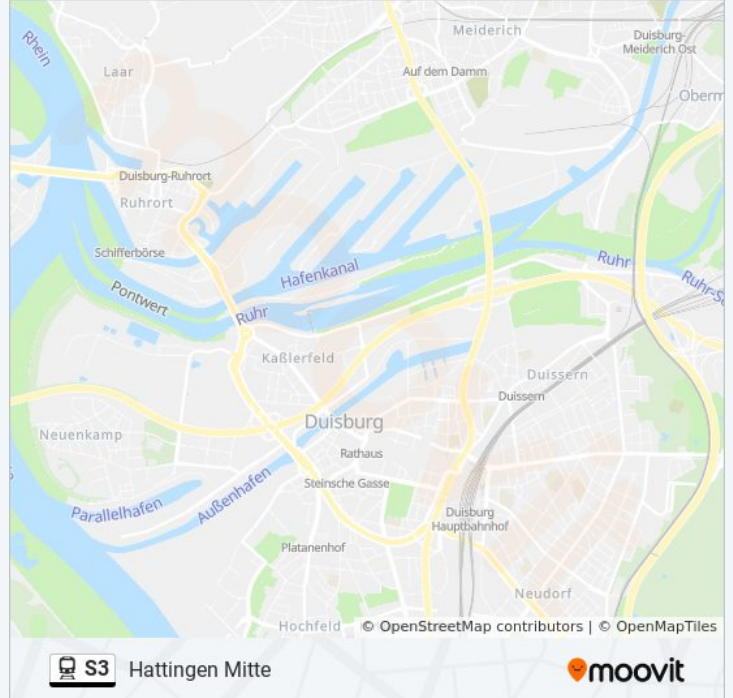 Rhein
Meiderich
Duisburg-
Meiderich Ost
Laar
Auf dem Damm
Duisburg-Ruhrort
Ruhrort
Schifferbörse
Hafenkanal
Ruhr
Pontwert
Ruhr
Kaßlerfeld
Duissern
Duissern
Duisburg
Neuenkamp
Rathaus
Steinsche Gasse
Außenhafen
Parallelhafen
Duisburg
Hauptbahnhof
Platanenhof
Neudorf
Hochfeld
© OpenStreetMap contributors | © OpenMapTiles
S3 Hattingen Mitte
moovit